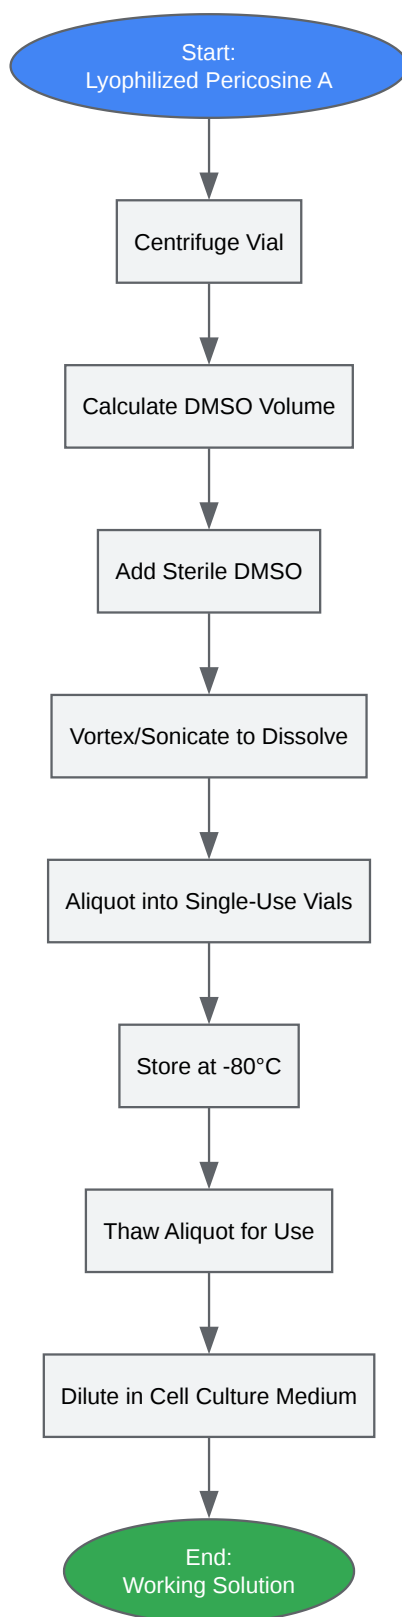 Start:
Lyophilized Pericosine A
Centrifuge Vial
Calculate DMSO Volume
Add Sterile DMSO
Vortex/Sonicate to Dissolve
Aliquot into Single-Use Vials
Store at -80°C
Thaw Aliquot for Use
Dilute in Cell Culture Medium
End:
Working Solution